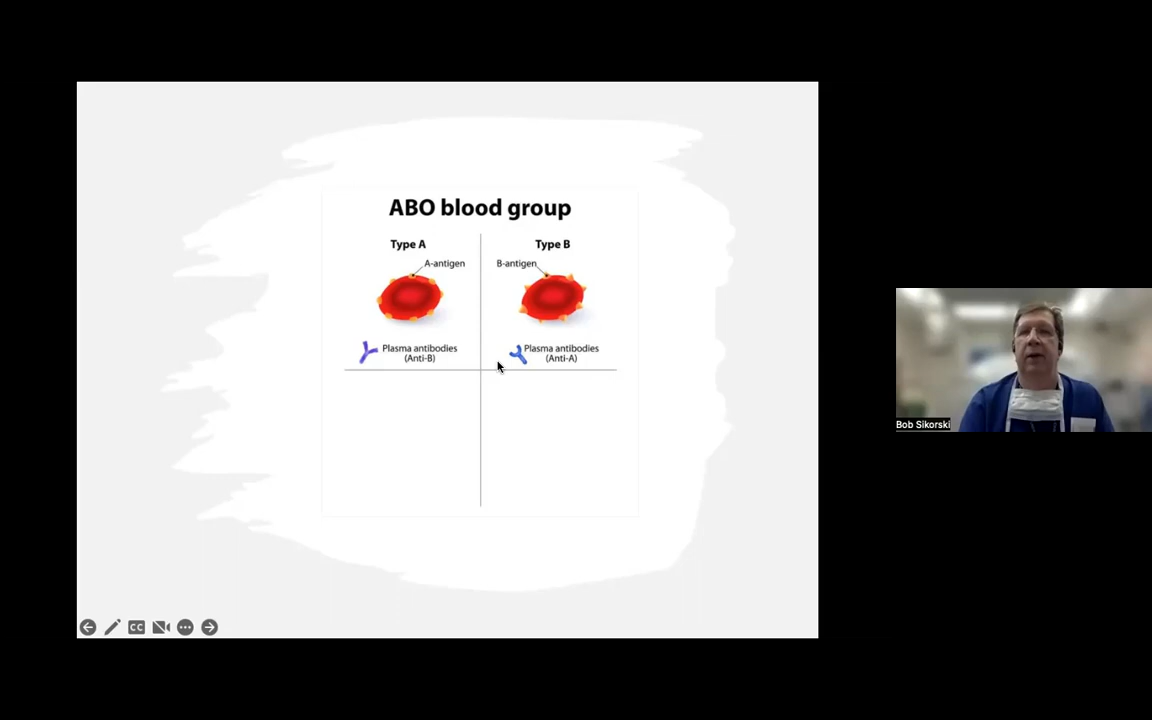 ABO blood group
Type A
Type B
A-antigen
B-antigen
Plasma antibodies
(Anti-B)
Plasma antibodies
(Anti-A)
CC
Bob Sikorski